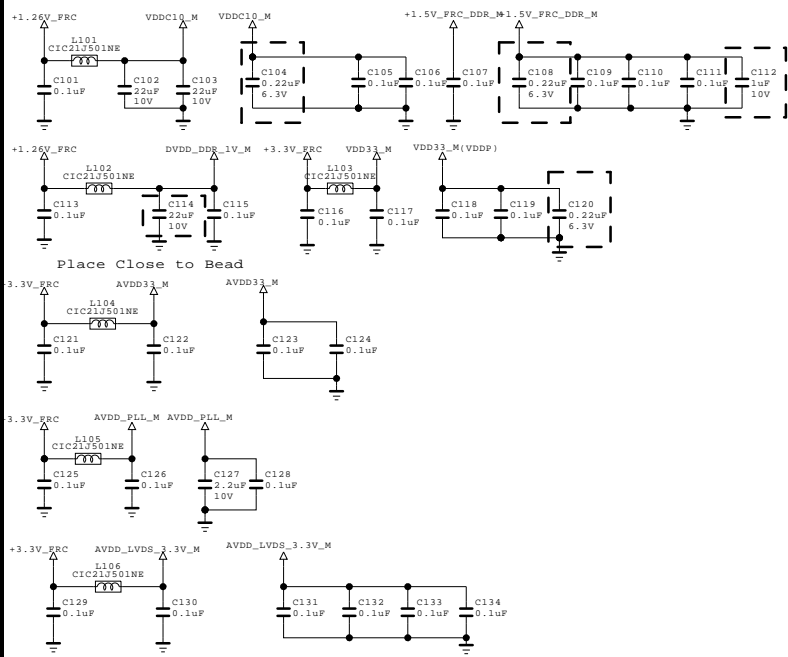 +1.26V_FRC VDDC10_M VDDC10_M +1.5V_FRC_DDR_M +1.5V_FRC_DDR_M
L101
CIC21J501NE
C101 C102 C103 C104 C105 C106 C107 C108 C109 C110 C111 C112
0.1uF 22uF 22uF 0.22uF 0.1uF 0.1uF 0.1uF 0.22uF 0.1uF 0.1uF 0.1uF 1uF
10V 10V 6.3V 6.3V 10V
+1.26V_FRC DVDD_DDR_1V_M +3.3V_FRC VDD33_M VDD33_M(VDDP)
L102 L103
CIC21J501NE CIC21J501NE
C113 C114 C115 C116 C117 C118 C119 C120
0.1uF 22uF 0.1uF 0.1uF 0.1uF 0.1uF 0.1uF 0.22uF
10V 6.3V
Place Close to Bead
3.3V_FRC AVDD33_M AVDD33_M
L104
CIC21J501NE
C121 C122 C123 C124
0.1uF 0.1uF 0.1uF 0.1uF
3.3V_FRC AVDD_PLL_M AVDD_PLL_M
L105
CIC21J501NE
C125 C126 C127 C128
0.1uF 0.1uF 2.2uF 0.1uF
10V
+3.3V_FRC AVDD_LVDS_3.3V_M AVDD_LVDS_3.3V_M
L106
CIC21J501NE
C129 C130 C131 C132 C133 C134
0.1uF 0.1uF 0.1uF 0.1uF 0.1uF 0.1uF